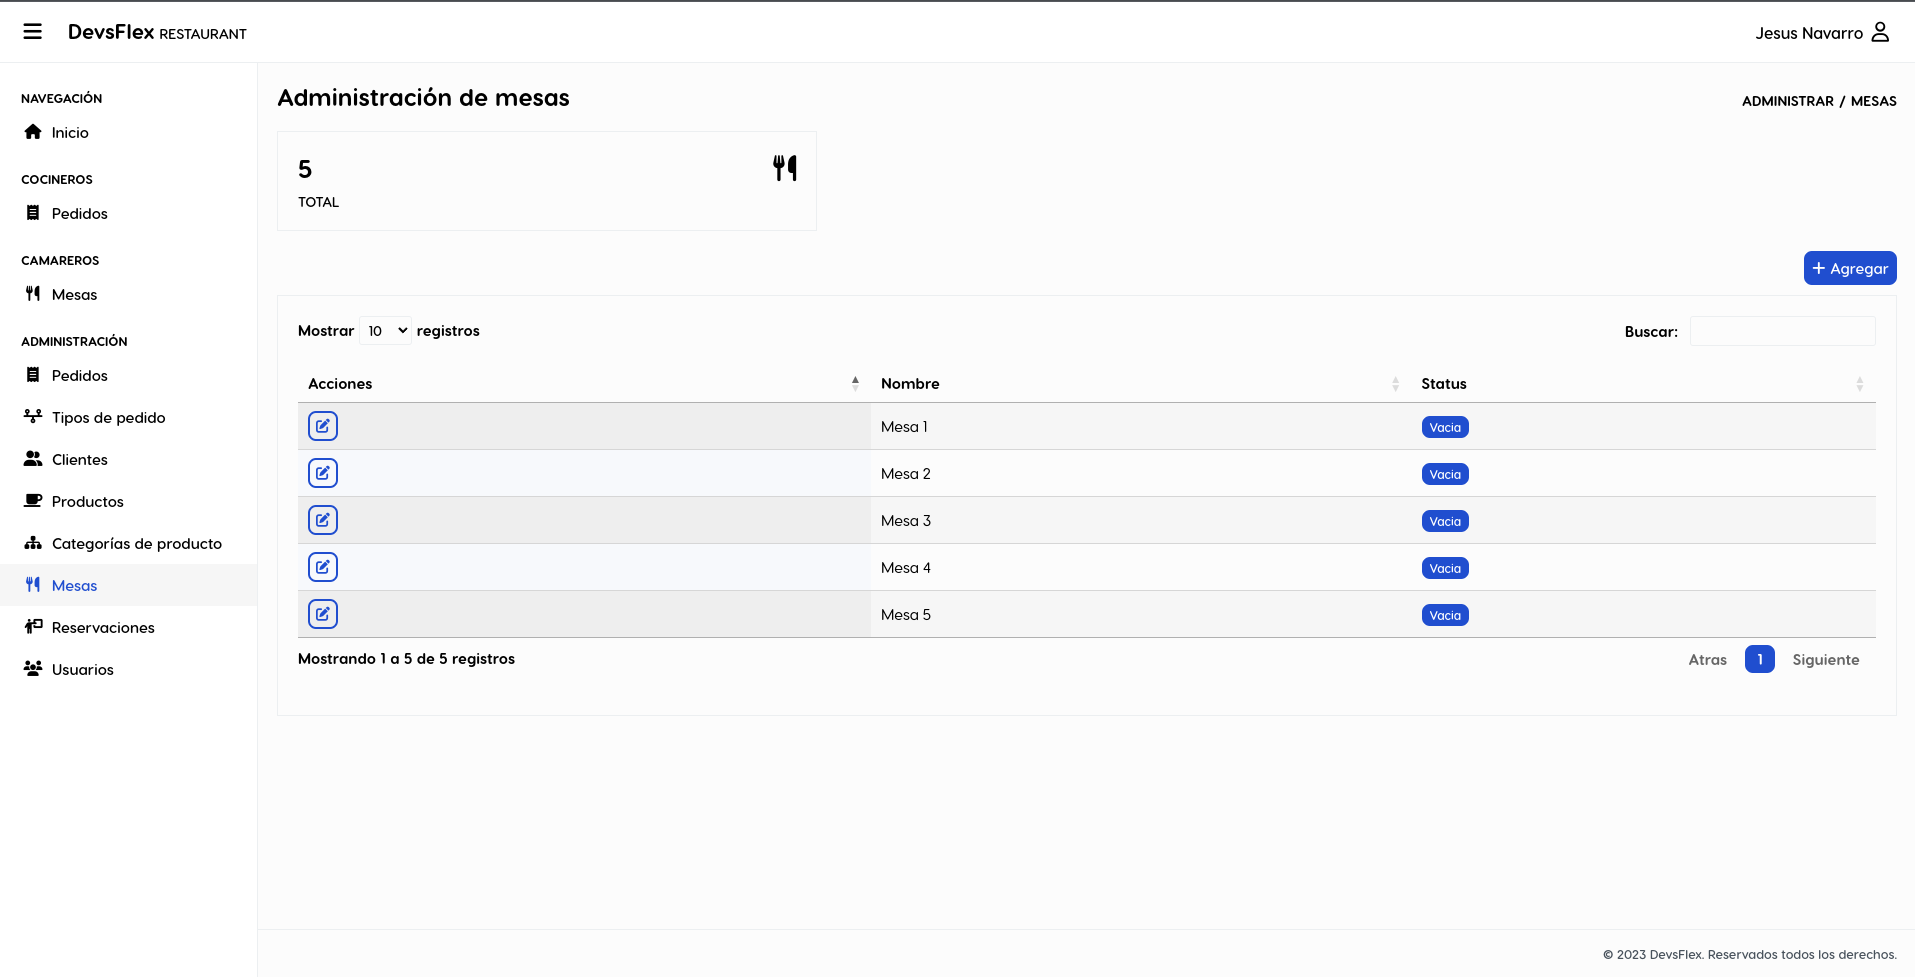 DevsFlex RESTAURANT
Jesus Navarro
NAVEGACIÓN
Inicio
COCINEROS
Pedidos
CAMAREROS
Mesas
ADMINISTRACIÓN
Pedidos
Tipos de pedido
Clientes
Productos
Categorías de producto
Mesas
Reservaciones
Usuarios
Administración de mesas
ADMINISTRAR / MESAS
5
TOTAL
+ Agregar
Mostrar 10 registros
Buscar:
Acciones Nombre Status
Mesa 1 Vacia
Mesa 2 Vacia
Mesa 3 Vacia
Mesa 4 Vacia
Mesa 5 Vacia
Mostrando 1 a 5 de 5 registros
Atras 1 Siguiente
© 2023 DevsFlex. Reservados todos los derechos.